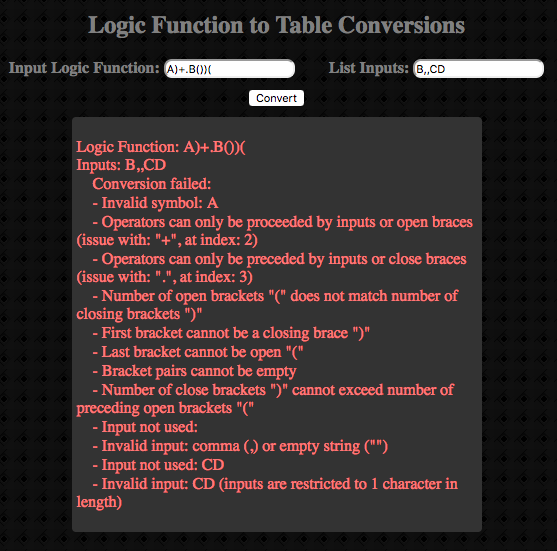 Logic Function to Table Conversions
Input Logic Function: A)+.B())( List Inputs: B,,CD
Convert
Logic Function: A)+.B())(
Inputs: B,,CD
Conversion failed:
- Invalid symbol: A
- Operators can only be proceeded by inputs or open braces
(issue with: "+", at index: 2)
- Operators can only be preceded by inputs or close braces
(issue with: ".", at index: 3)
- Number of open brackets "(" does not match number of
closing brackets ")"
- First bracket cannot be a closing brace ")"
- Last bracket cannot be open "("
- Bracket pairs cannot be empty
- Number of close brackets ")" cannot exceed number of
preceding open brackets "("
- Input not used:
- Invalid input: comma (,) or empty string ("")
- Input not used: CD
- Invalid input: CD (inputs are restricted to 1 character in
length)